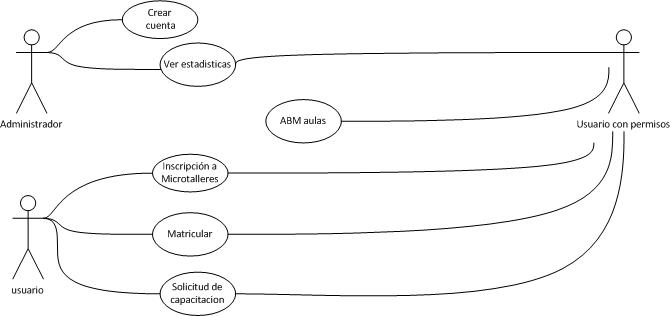 Crear
cuenta
Ver estadisticas
Administrador
ABM aulas
Usuario con permisos
Inscripción a
Microtalleres
Matricular
usuario
Solicitud de
capacitacion